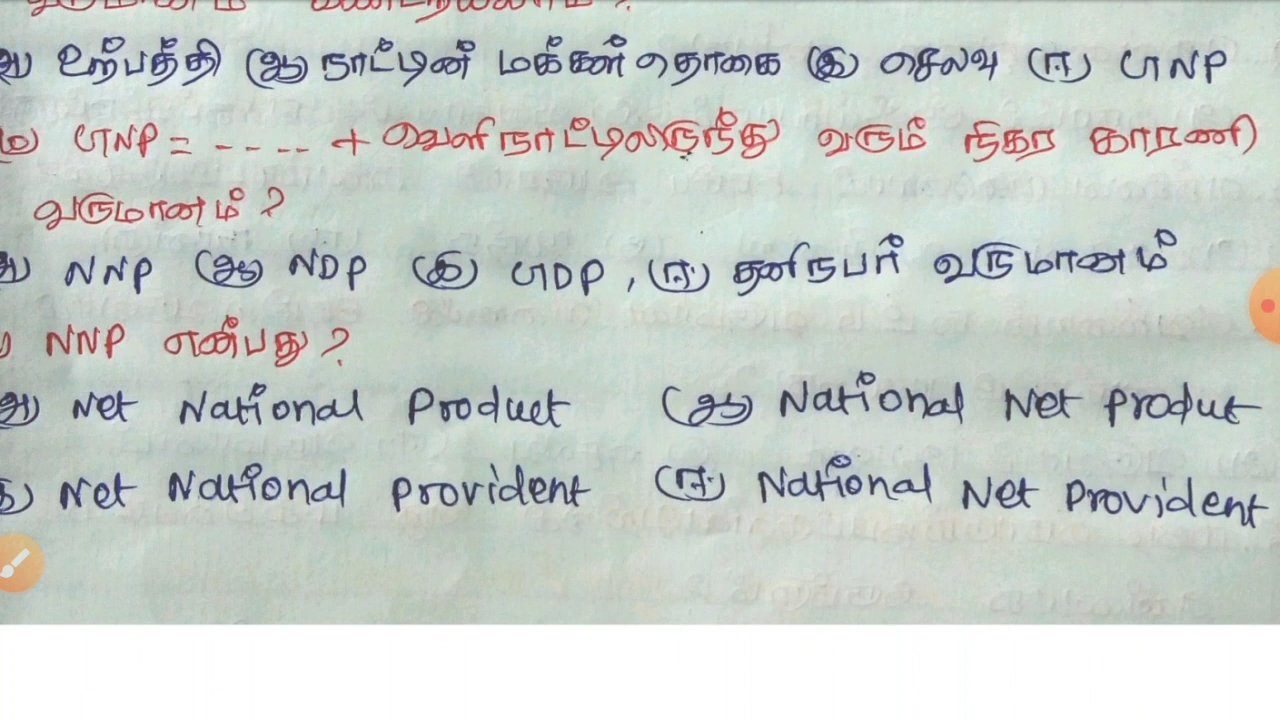 அ) உற்பத்தி (ஆ) நாட்டின் மக்கள் தொகை (இ) செலவு (ஈ) GNP
GNP = - - - - + வெளிநாட்டிலிருந்து வரும் நிகர காரணி
வருமானம் ?
அ) NNP (ஆ) NDP (இ) GDP, (ஈ) தனிநபர் வருமானம்
) NNP என்பது ?
அ) Net National Product (ஆ) National Net produt
இ) Net National provident (ஈ) National Net Provident